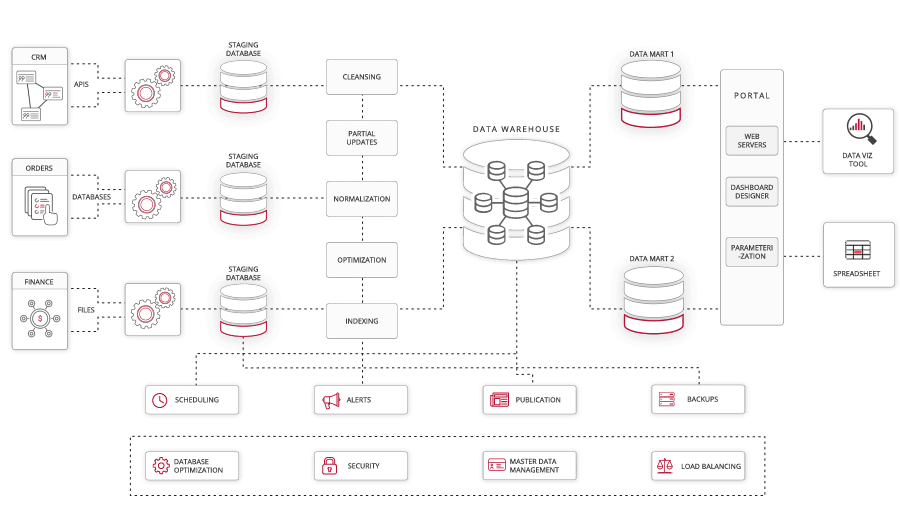 CRM
APIS
STAGING
DATABASE
CLEANSING
PARTIAL
UPDATES
ORDERS
DATABASES
STAGING
DATABASE
NORMALIZATION
OPTIMIZATION
FINANCE
$
FILES
STAGING
DATABASE
INDEXING
DATA WAREHOUSE
DATA MART 1
DATA MART 2
PORTAL
WEB
SERVERS
DASHBOARD
DESIGNER
PARAMETERI
-ZATION
DATA VIZ
TOOL
SPREADSHEET
SCHEDULING
ALERTS
PUBLICATION
BACKUPS
DATABASE
OPTIMIZATION
SECURITY
MASTER DATA
MANAGEMENT
LOAD BALANCING